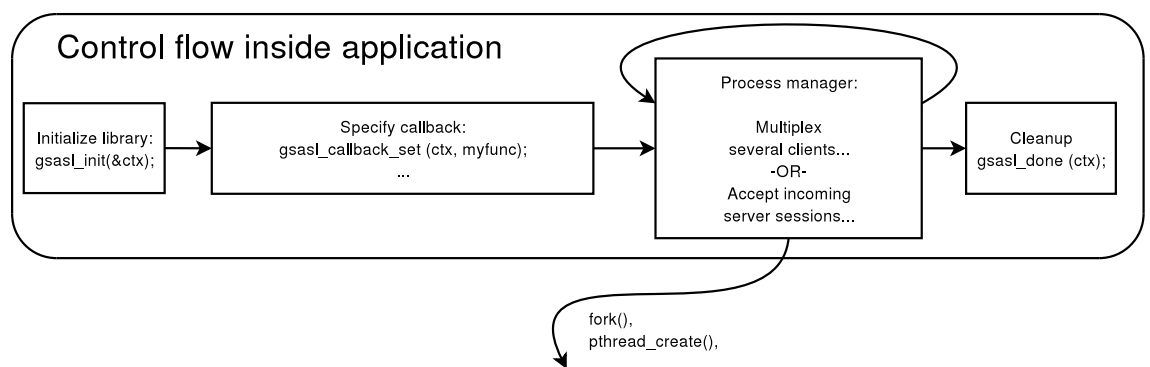 Control flow inside application
Initialize library:
gsasl_init(&ctx);
Specify callback:
gsasl_callback_set (ctx, myfunc);
...
Process manager:
Multiplex
several clients...
-OR-
Accept incoming
server sessions...
Cleanup
gsasl_done (ctx);
fork(),
pthread_create(),